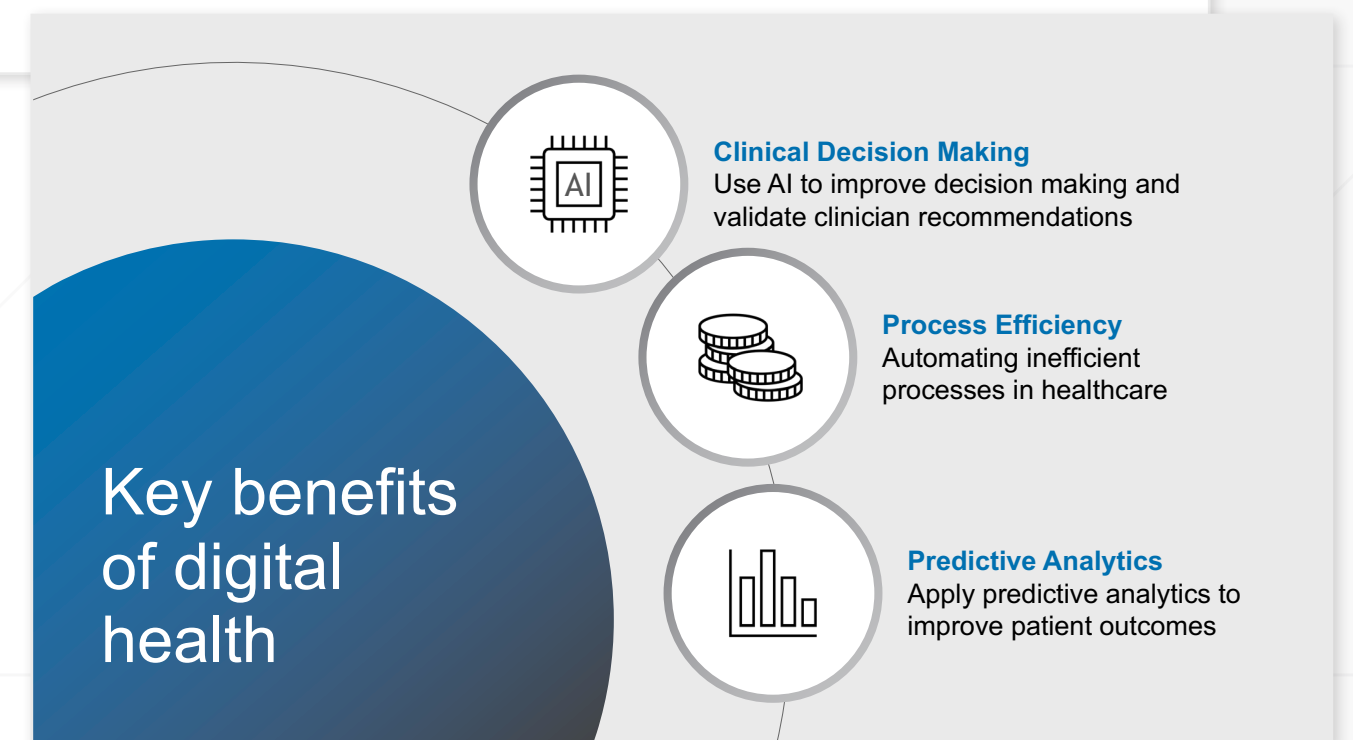 AI
Clinical Decision Making
Use AI to improve decision making and
validate clinician recommendations
Process Efficiency
Automating inefficient
processes in healthcare
Key benefits
of digital
health
Predictive Analytics
Apply predictive analytics to
improve patient outcomes